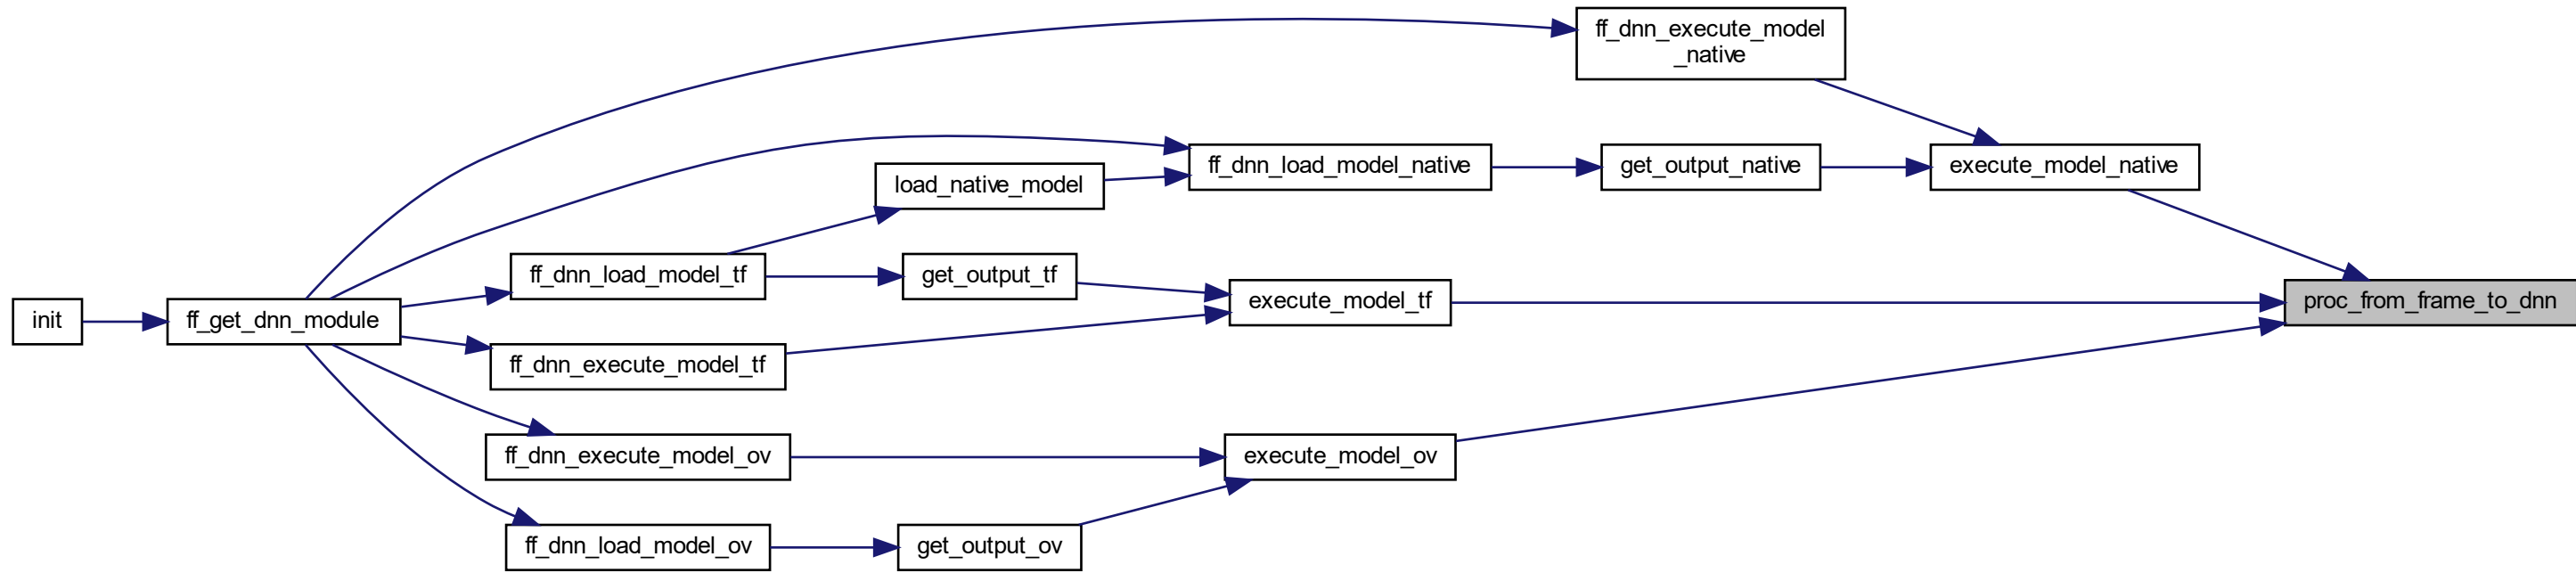 ff_dnn_execute_model
_native
ff_dnn_load_model_native
get_output_native
execute_model_native
load_native_model
ff_dnn_load_model_tf
get_output_tf
execute_model_tf
proc_from_frame_to_dnn
init
ff_get_dnn_module
ff_dnn_execute_model_tf
ff_dnn_execute_model_ov
execute_model_ov
ff_dnn_load_model_ov
get_output_ov